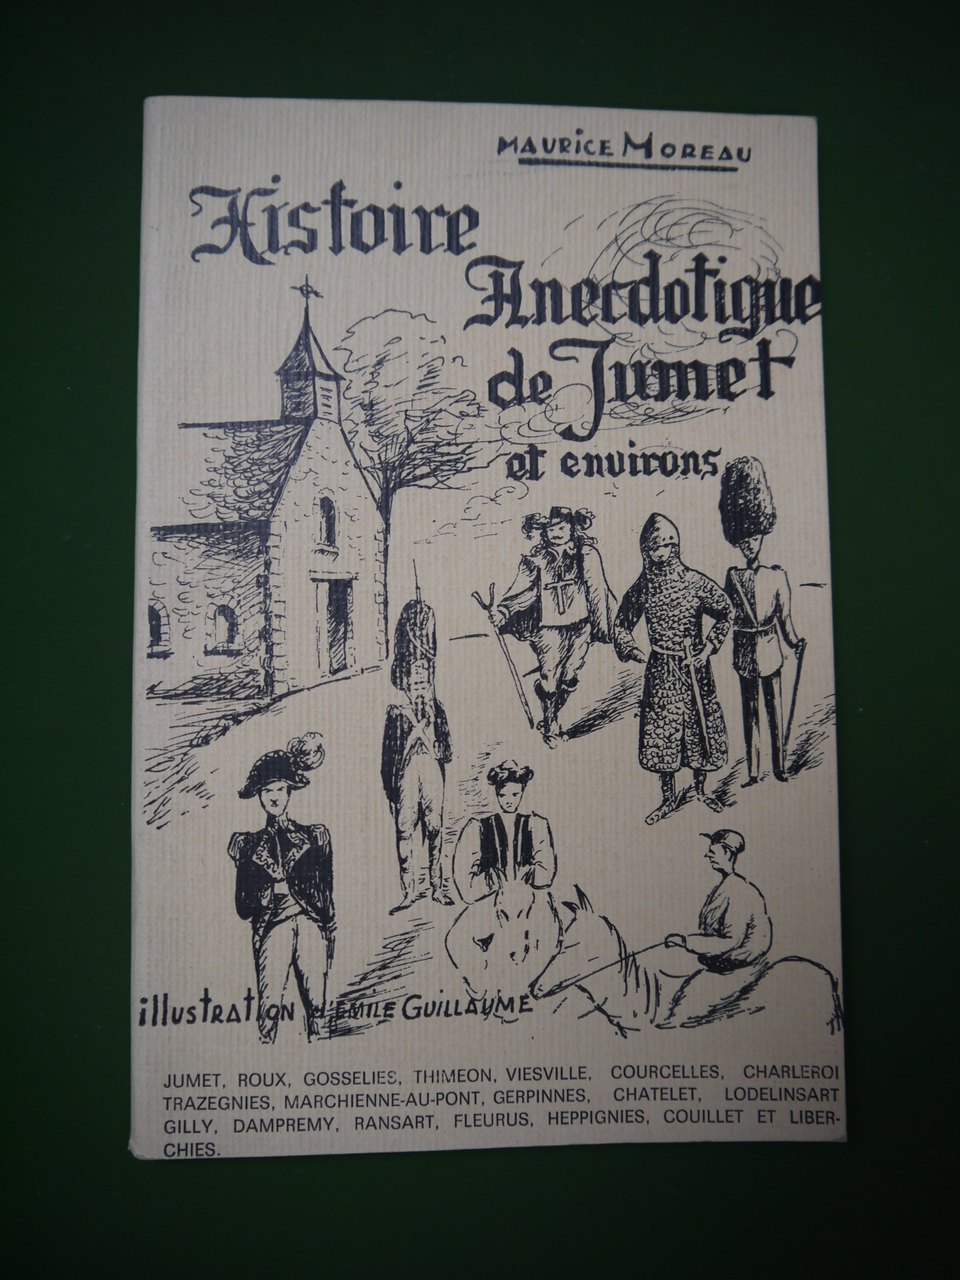 MAURICE MOREAU
Histoire
Anecdotique
de Jumet
et environs
illUSTRATION d'EMILE GUILLAUME
JUMET, ROUX, GOSSELIES, THIMEON, VIESVILLE, COURCELLES, CHARLEROI
TRAZEGNIES, MARCHIENNE-AU-PONT, GERPINNES, CHATELET, LODELINSART
GILLY, DAMPREMY, RANSART, FLEURUS, HEPPIGNIES, COUILLET ET LIBER-
CHIES.